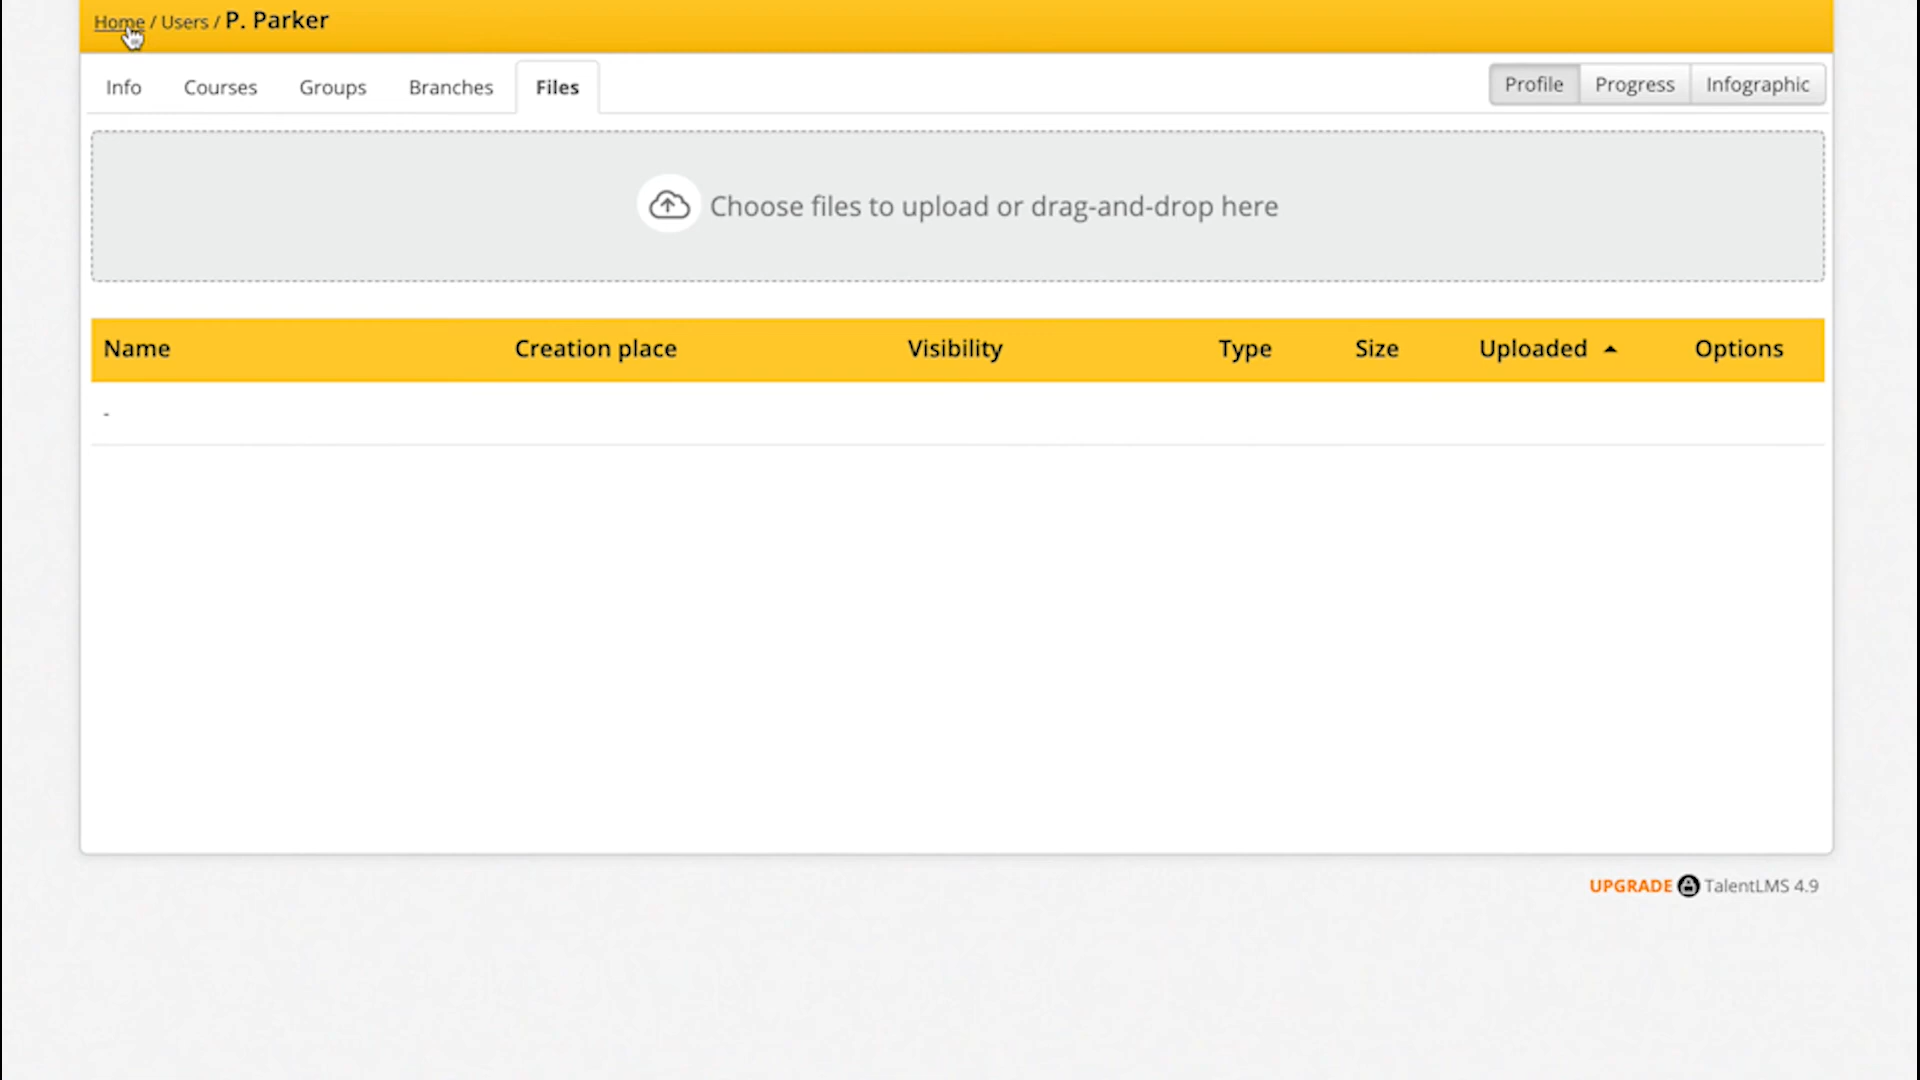 Home / Users / P. Parker
Info Courses Groups Branches Files Profile Progress Infographic
Choose files to upload or drag-and-drop here
Name Creation place Visibility Type Size Uploaded Options
-
UPGRADE TalentLMS 4.9